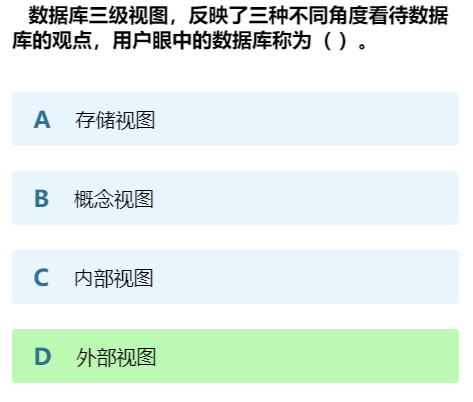 数据库三级视图，反映了三种不同角度看待数据
库的观点，用户眼中的数据库称为（ ）。
A 存储视图
B 概念视图
C 内部视图
D 外部视图